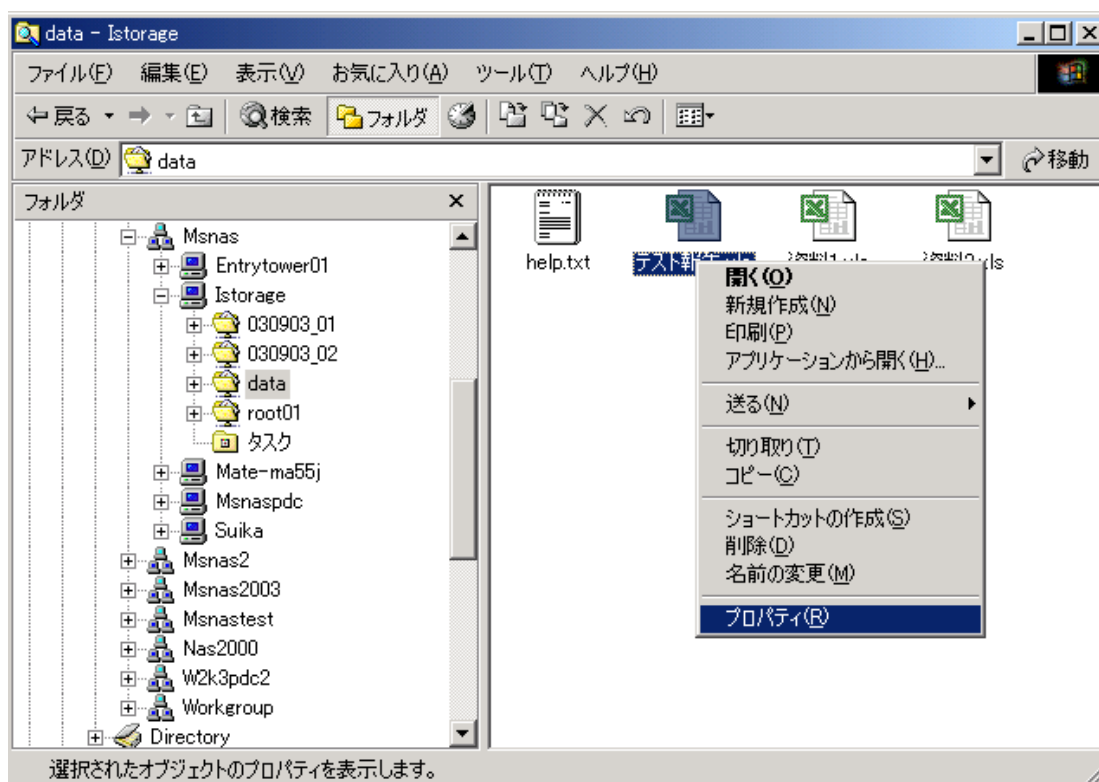 data - Istorage
ファイル(F) 編集(E) 表示(V) お気に入り(A) ツール(T) ヘルプ(H)
戻る 検索 フォルダ
アドレス(D) data 移動
フォルダ
Msnas
Entrytower01
Istorage
030903_01
030903_02
data
root01
タスク
Mate-ma55j
Msnaspdc
Suika
Msnas2
Msnas2003
Msnastest
Nas2000
W2k3pdc2
Workgroup
Directory
help.txt
開く(O)
新規作成(N)
印刷(P)
アプリケーションから開く(H)...
送る(N)
切り取り(T)
コピー(C)
ショートカットの作成(S)
削除(D)
名前の変更(M)
プロパティ(R)
選択されたオブジェクトのプロパティを表示します。